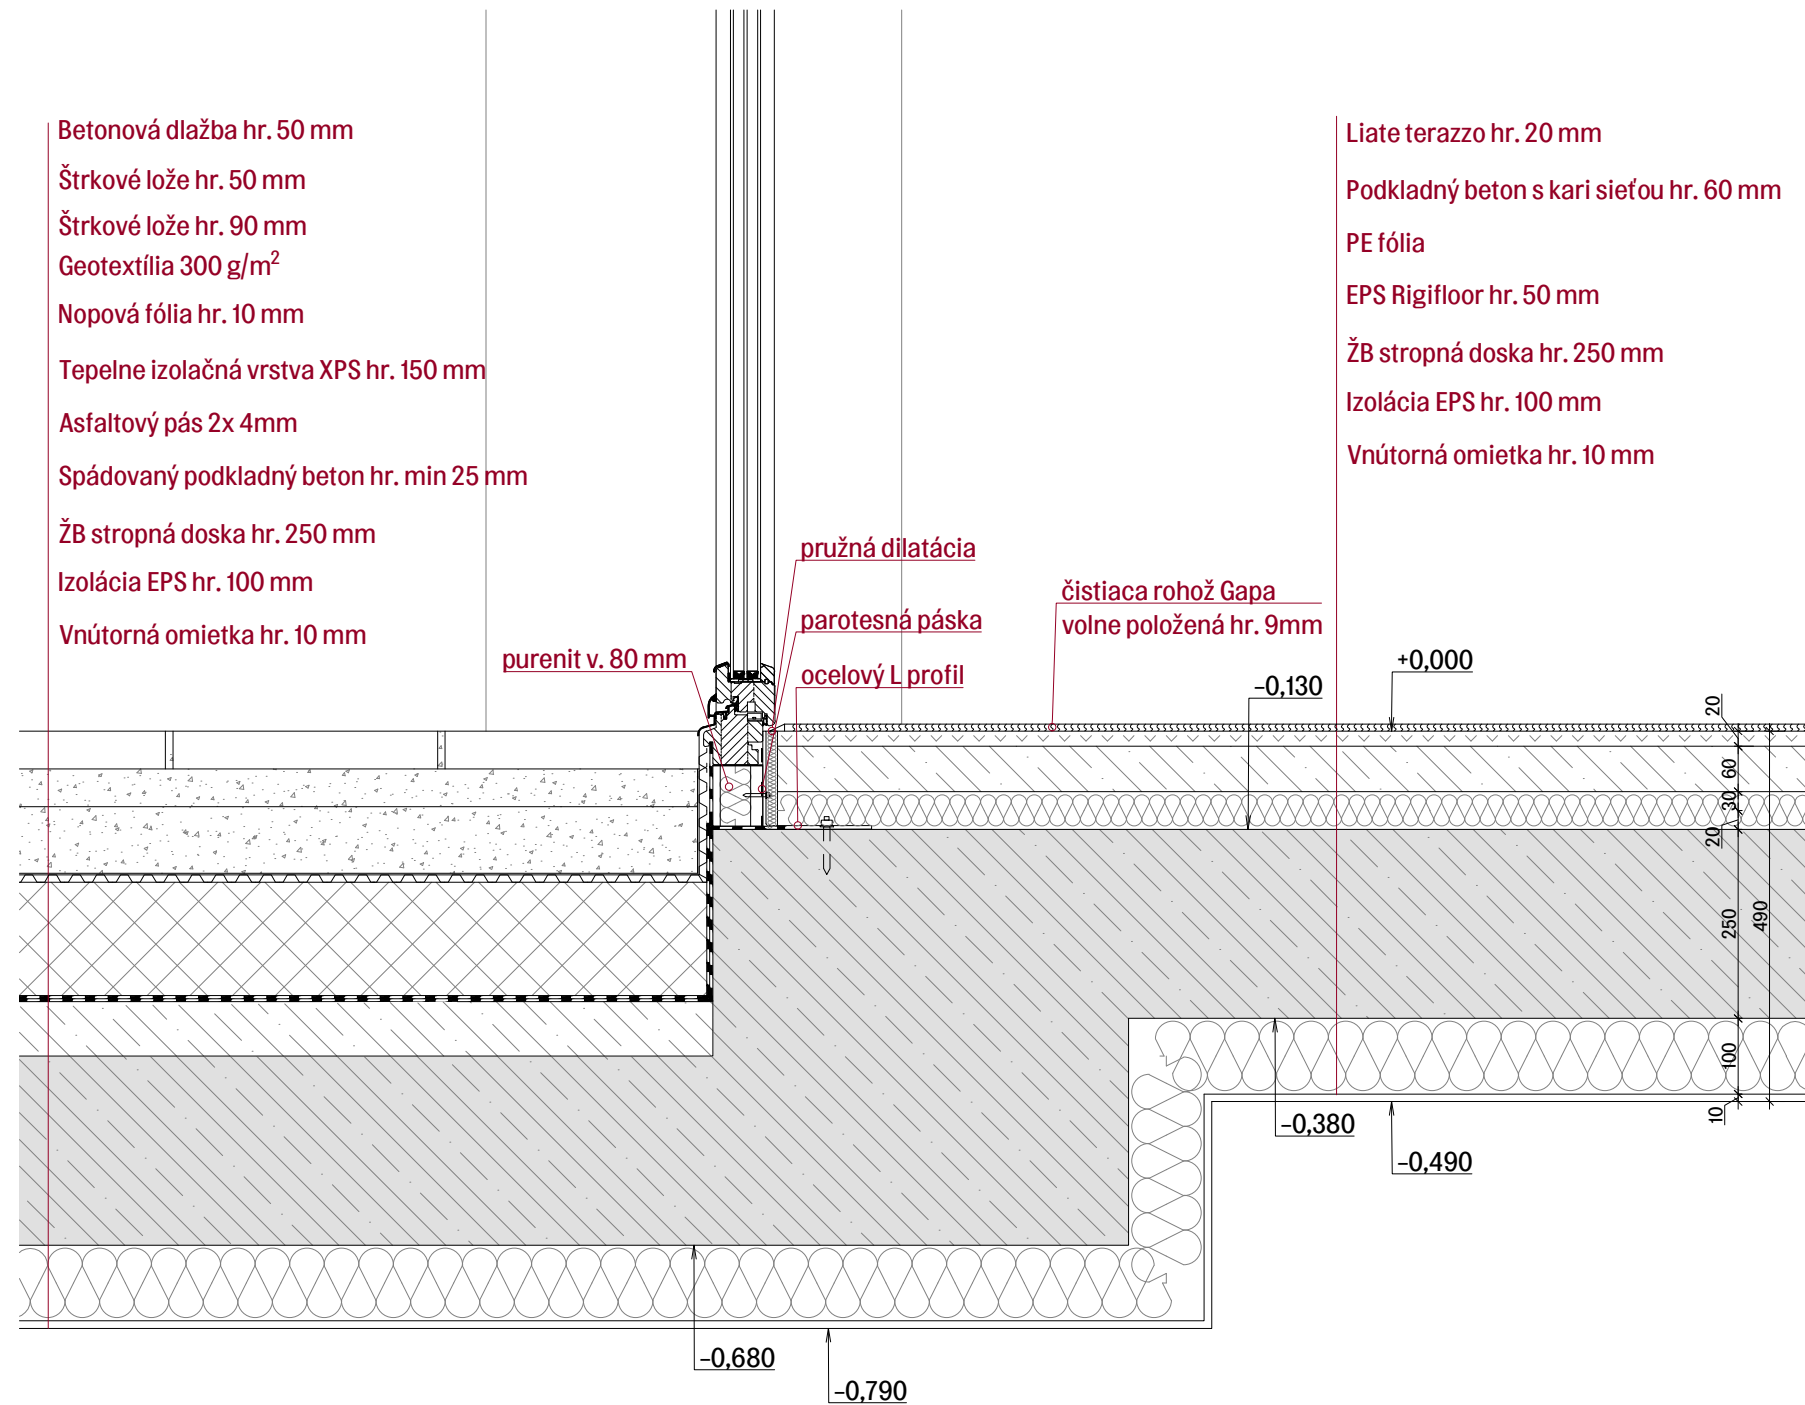 Betonová dlažba hr. 50 mm
Štrkové lože hr. 50 mm
Štrkové lože hr. 90 mm
Geotextília 300 g/m²
Nopová fólia hr. 10 mm
Tepelne izolačná vrstva XPS hr. 150 mm
Asfaltový pás 2x 4mm
Spádovaný podkladný beton hr. min 25 mm
ŽB stropná doska hr. 250 mm
Izolácia EPS hr. 100 mm
Vnútorná omietka hr. 10 mm
Liate terazzo hr. 20 mm
Podkladný beton s kari sieťou hr. 60 mm
PE fólia
EPS Rigifloor hr. 50 mm
ŽB stropná doska hr. 250 mm
Izolácia EPS hr. 100 mm
Vnútorná omietka hr. 10 mm
pružná dilatácia
parotesná páska
ocelový L profil
purenit v. 80 mm
čistiaca rohož Gapa
volne položená hr. 9mm
+0,000
-0,130
-0,380
-0,490
-0,680
-0,790
20
60
30
20
250
490
100
10